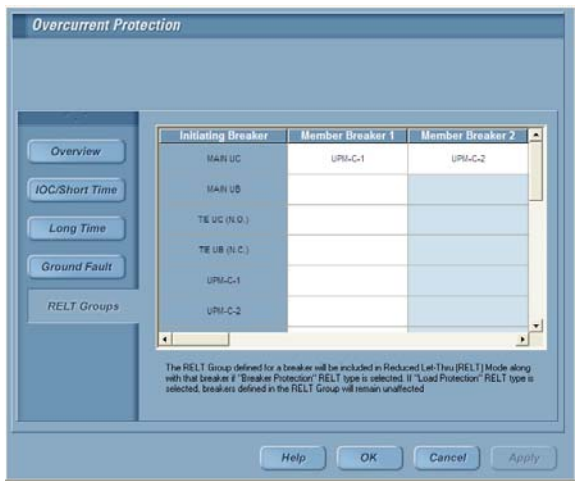 Overcurrent Protection
Initiating Breaker Member Breaker 1 Member Breaker 2
MAIN UC UPM-C-1 UPM-C-2
MAIN UB
TIE UC (N.O.)
TIE UB (N.C.)
UPM-C-1
UPM-C-2
Overview
IOC/Short Time
Long Time
Ground Fault
RELT Groups
The RELT Group defined for a breaker will be included in Reduced Let-Thru (RELT) Mode along
with that breaker if "Breaker Protection" RELT type is selected. If "Load Protection" RELT type is
selected, breakers defined in the RELT Group will remain unaffected
Help OK Cancel Apply